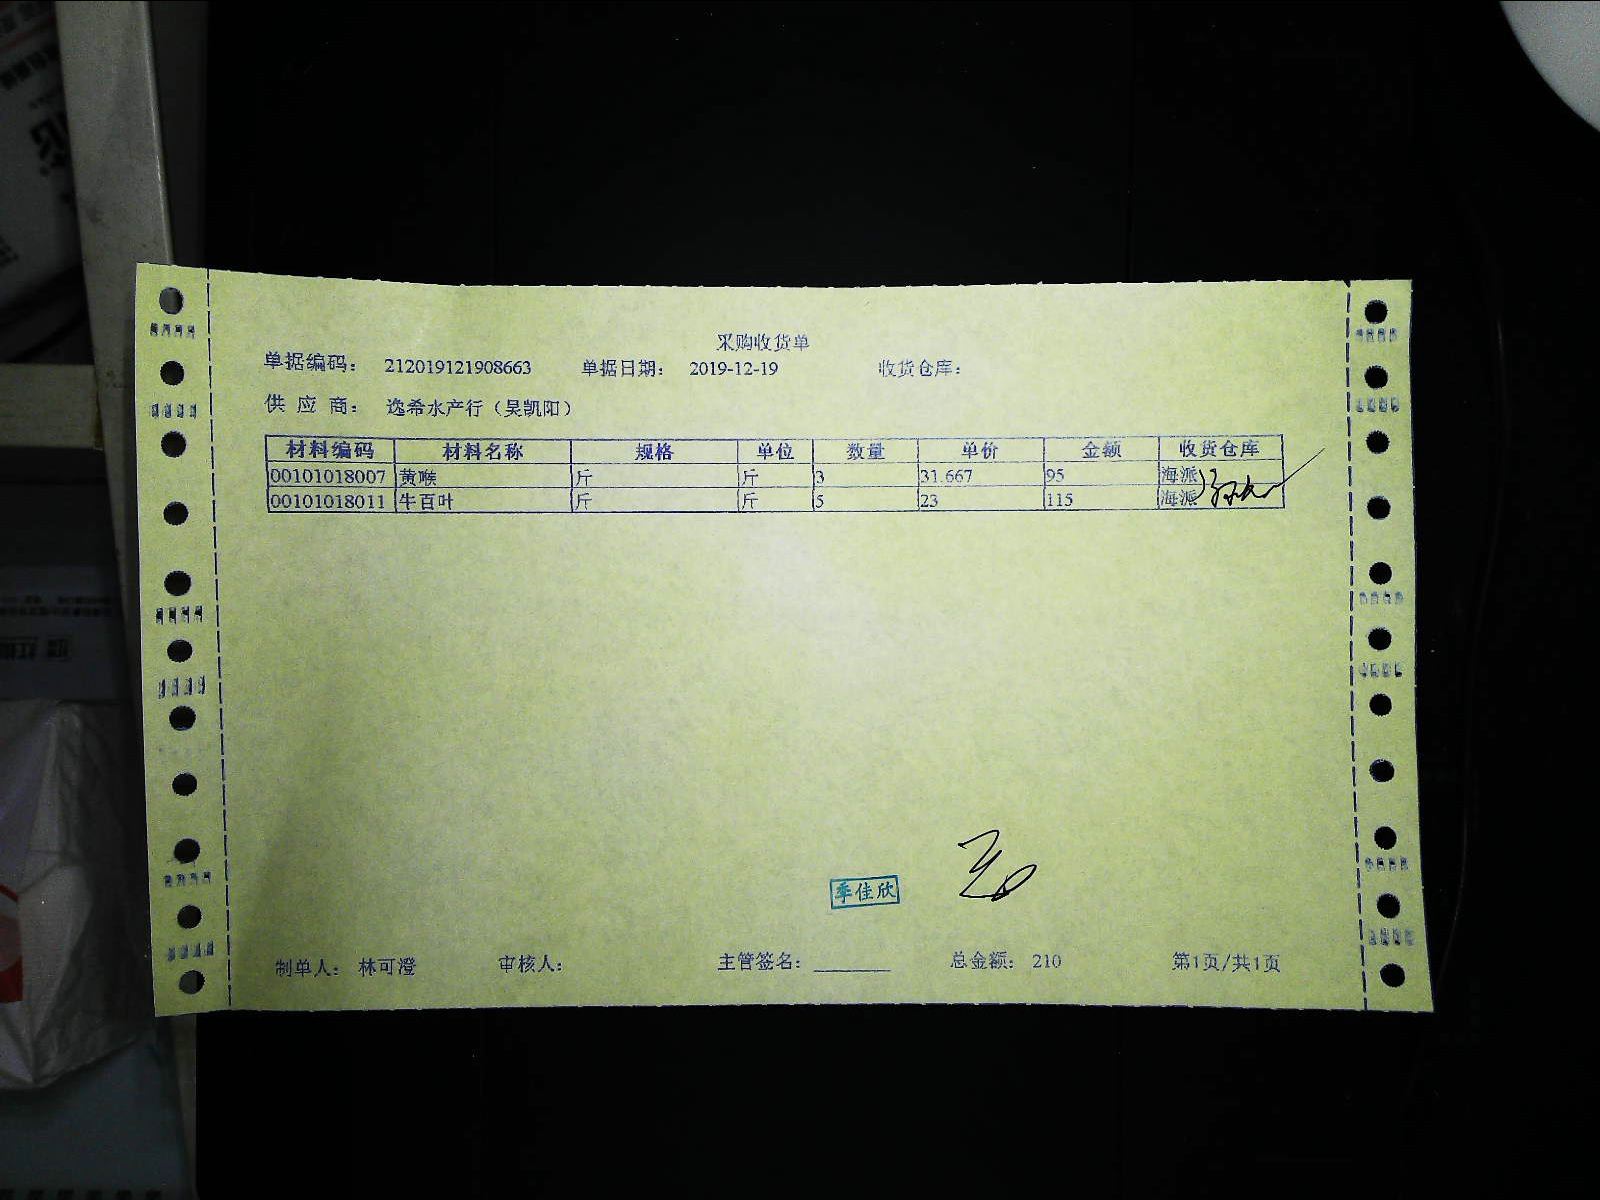 采购收货单
单据编码： 212019121908663 单据日期： 2019-12-19 收货仓库：
供 应 商： 逸希水产行（吴凯阳）
材料编码 材料名称 规格 单位 数量 单价 金额 收货仓库
00101018007 黄喉 斤 斤 3 31.667 95 海派
00101018011 牛百叶 斤 斤 5 23 115 海派
季佳欣
制单人： 林可澄 审核人： 主管签名：________ 总金额： 210 第1页/共1页